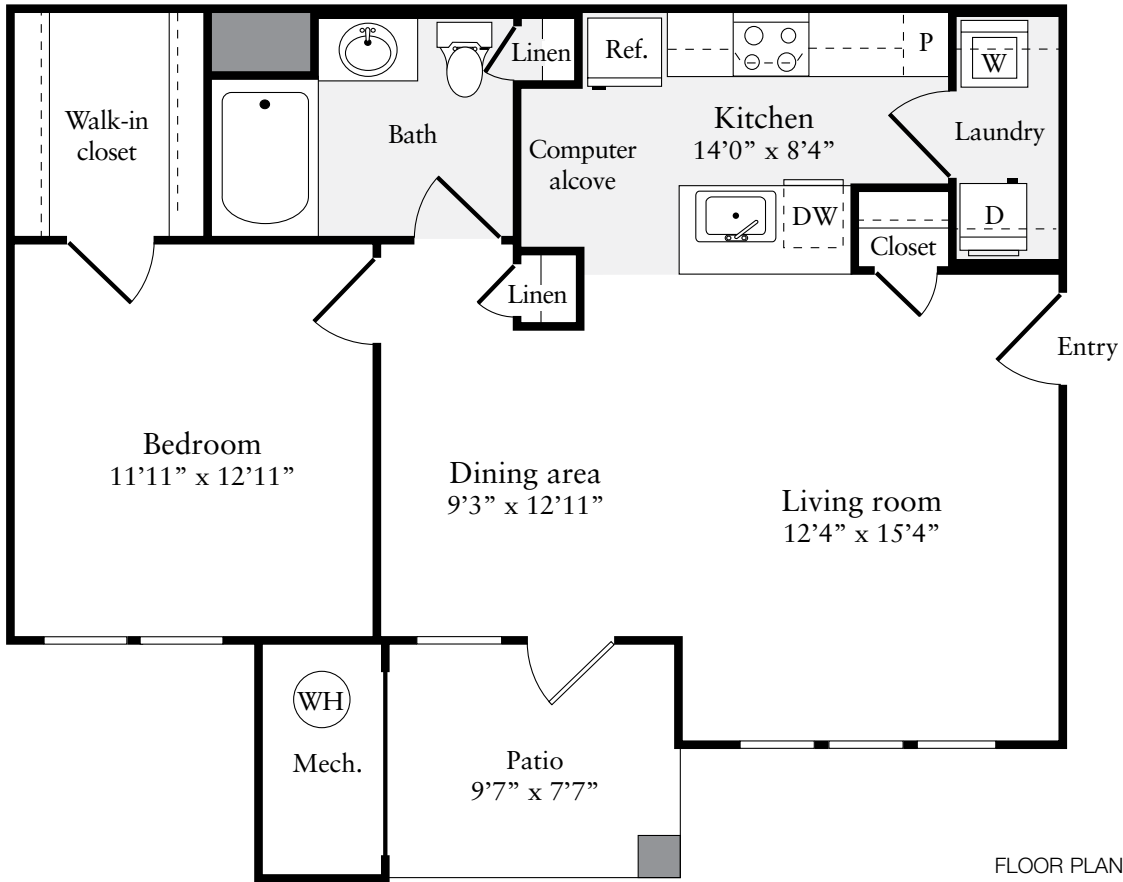 Linen
Ref.
P
W
Walk-in
closet
Bath
Computer
alcove
Kitchen
14’0” x 8’4”
Laundry
DW
D
Closet
Linen
Entry
Bedroom
11’11” x 12’11”
Dining area
9’3” x 12’11”
Living room
12’4” x 15’4”
WH
Mech.
Patio
9’7” x 7’7”
FLOOR PLAN